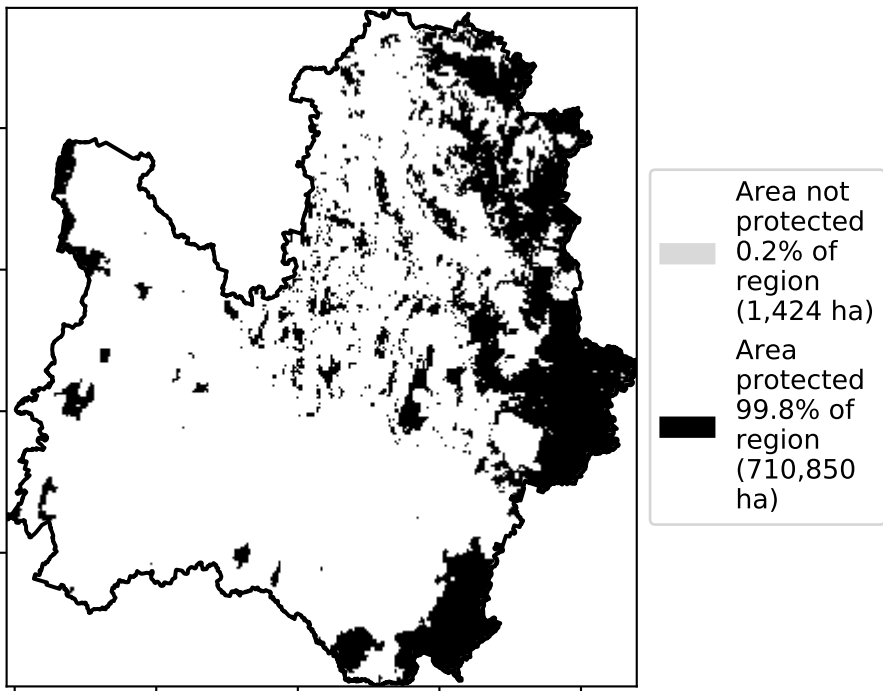 Area not
protected
0.2% of
region
(1,424 ha)
Area
protected
99.8% of
region
(710,850
ha)